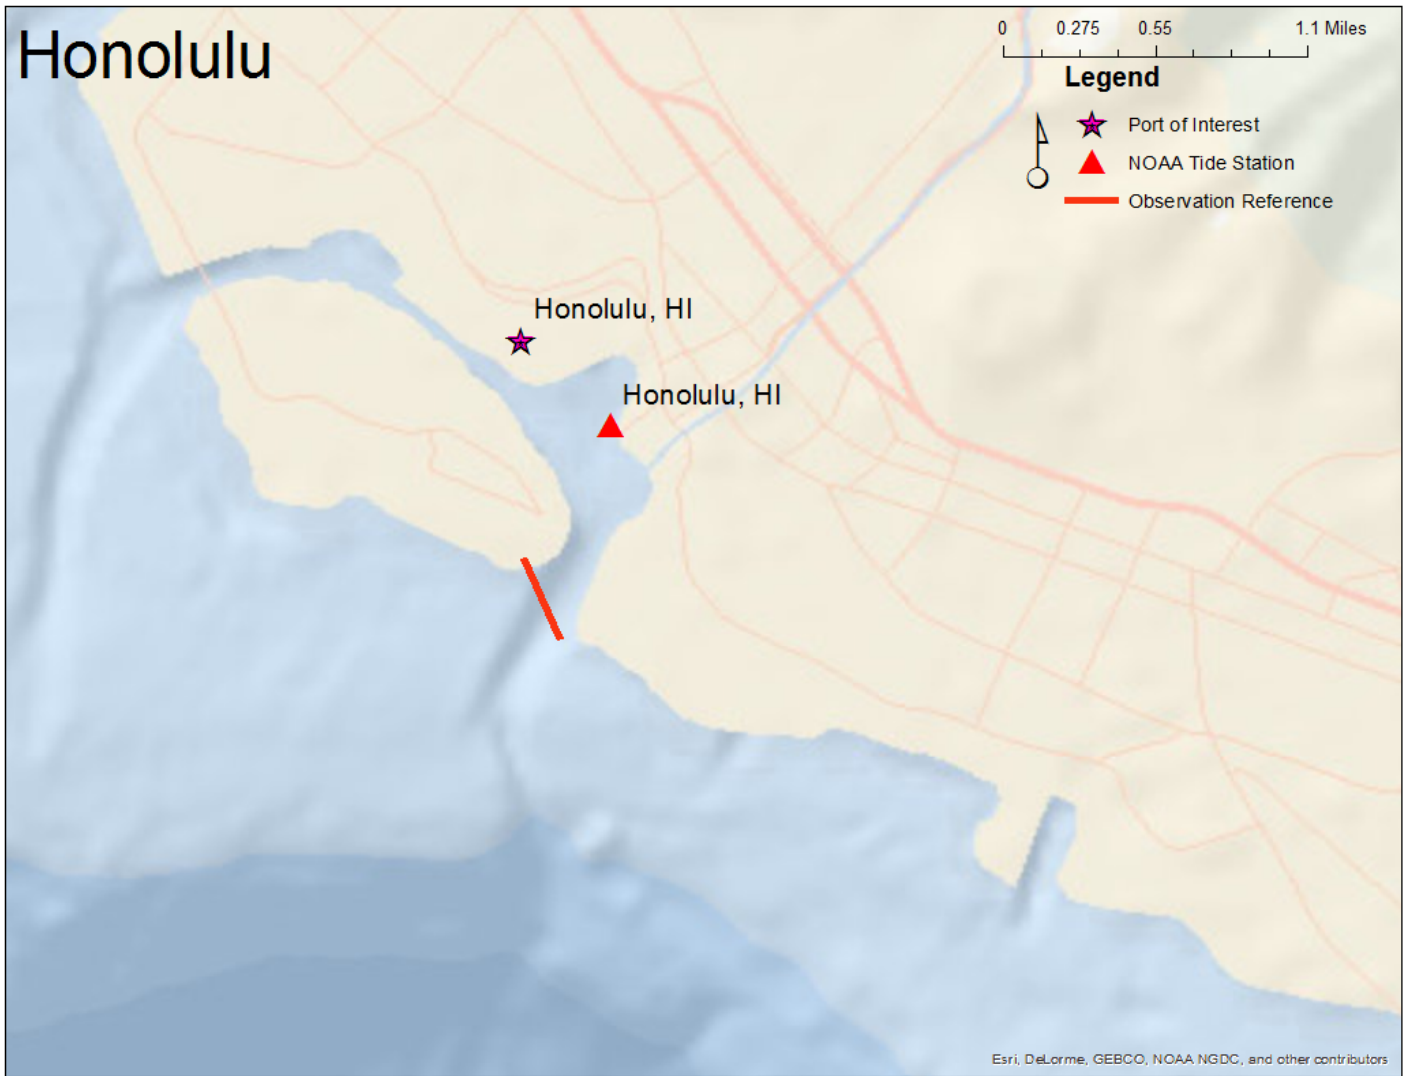 Honolulu
0 0.275 0.55 1.1 Miles
Legend
Port of Interest
NOAA Tide Station
Observation Reference
Honolulu, HI
Honolulu, HI
Esri, DeLorme, GEBCO, NOAA NGDC, and other contributors